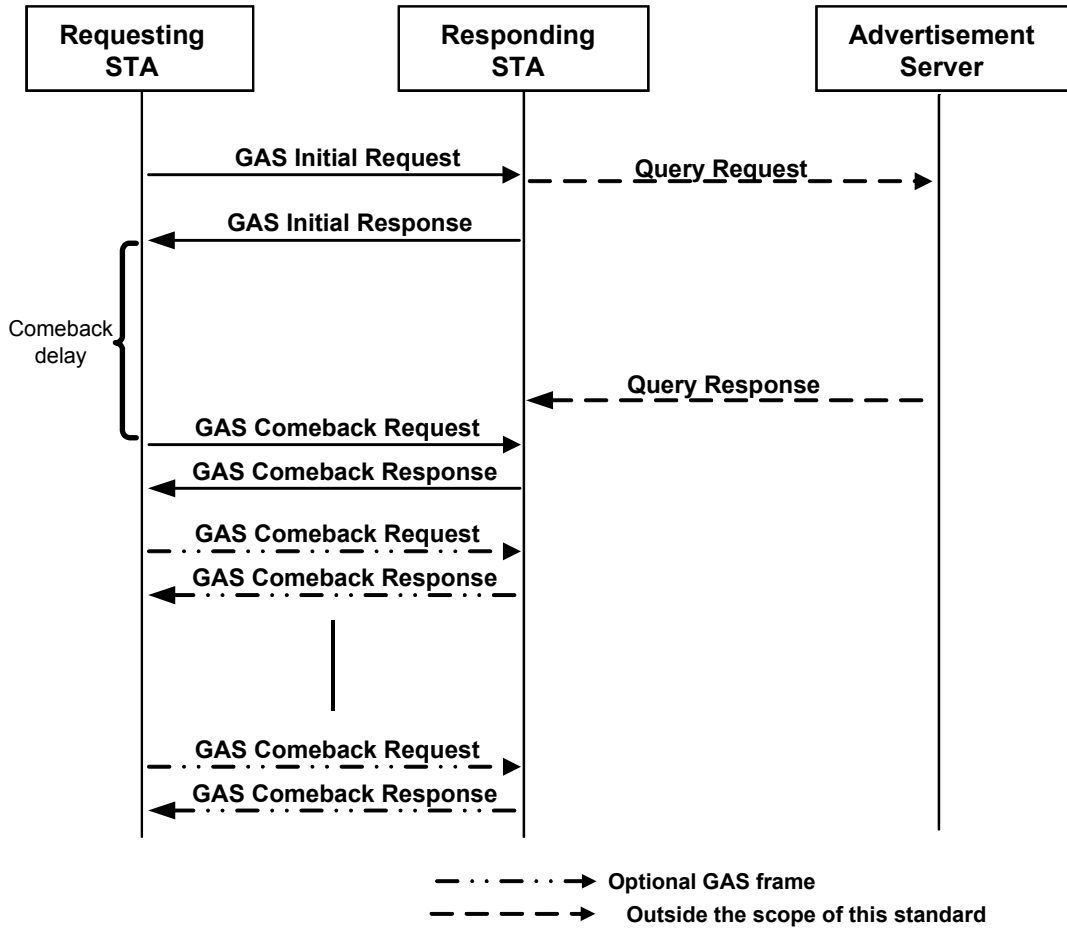 Requesting
STA
Responding
STA
Advertisement
Server
GAS Initial Request
Query Request
GAS Initial Response
Comeback
delay
Query Response
GAS Comeback Request
GAS Comeback Response
GAS Comeback Request
GAS Comeback Response
GAS Comeback Request
GAS Comeback Response
Optional GAS frame
Outside the scope of this standard